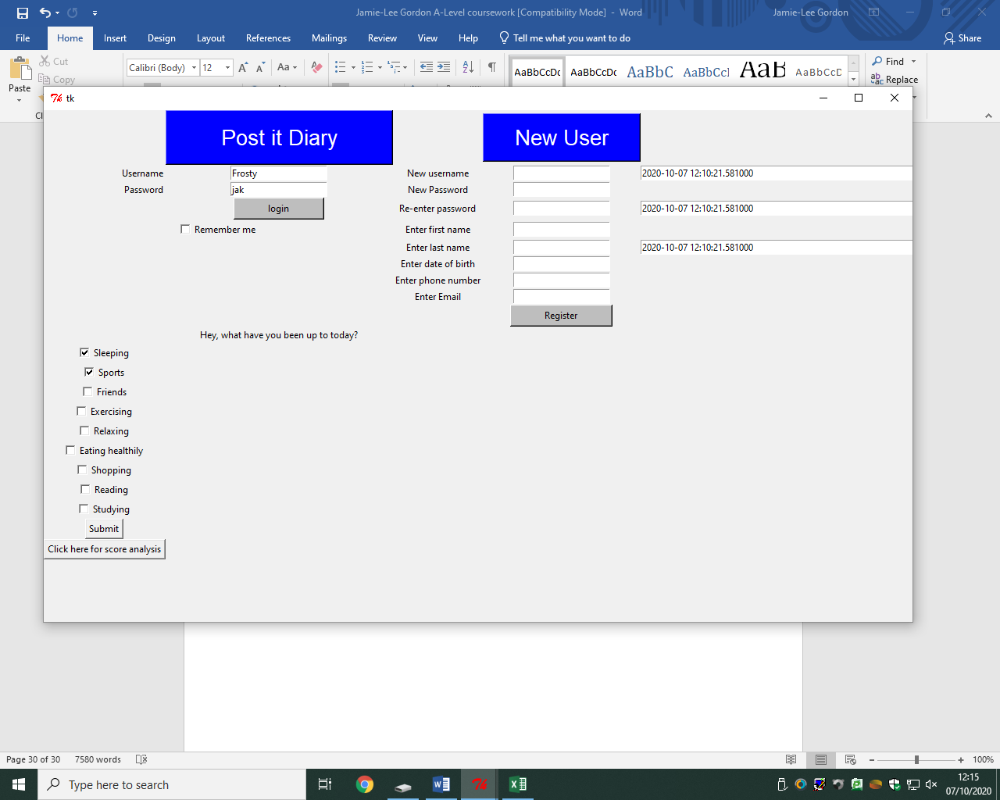 Jamie-Lee Gordon A-Level coursework [Compatibility Mode] - Word
Jamie-Lee Gordon
File Home Insert Design Layout References Mailings Review View Help Tell me what you want to do Share
Cut
Copy
Paste
Calibri (Body) 12 Aa
AaBbCcDc AaBbCcDc AaBbC AaBbCcI AaB AaBbCcD
Find
Replace
tk
Post it Diary New User
Username Frosty New username 2020-10-07 12:10:21.581000
Password jak New Password
login Re-enter password 2020-10-07 12:10:21.581000
Remember me Enter first name
Enter last name 2020-10-07 12:10:21.581000
Enter date of birth
Enter phone number
Enter Email
Register
Hey, what have you been up to today?
Sleeping
Sports
Friends
Exercising
Relaxing
Eating healthily
Shopping
Reading
Studying
Submit
Click here for score analysis
Page 30 of 30 7580 words 100%
Type here to search
12:15
07/10/2020